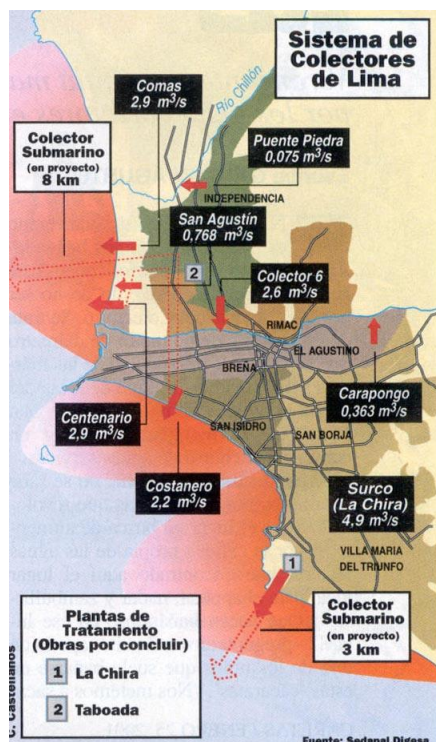 Sistema de
Colectores
de Lima
Comas
2,9 m³/s
Río Chillón
Colector
Submarino
(en proyecto)
8 km
Puente Piedra
0,075 m³/s
INDEPENDENCIA
San Agustín
0,768 m³/s
2
Colector 6
2,6 m³/s
RIMAC
EL AGUSTINO
BREÑA
Carapongo
0,363 m³/s
Centenario
2,9 m³/s
SAN ISIDRO
SAN BORJA
Costanero
2,2 m³/s
Surco
(La Chira)
4,9 m³/s
1
VILLA MARIA
DEL TRIUNFO
Colector
Submarino
(en proyecto)
3 km
Plantas de
Tratamiento
(Obras por concluir)
1 La Chira
2 Taboada
C. Castellanos
Fuente: Sedapal Digesa